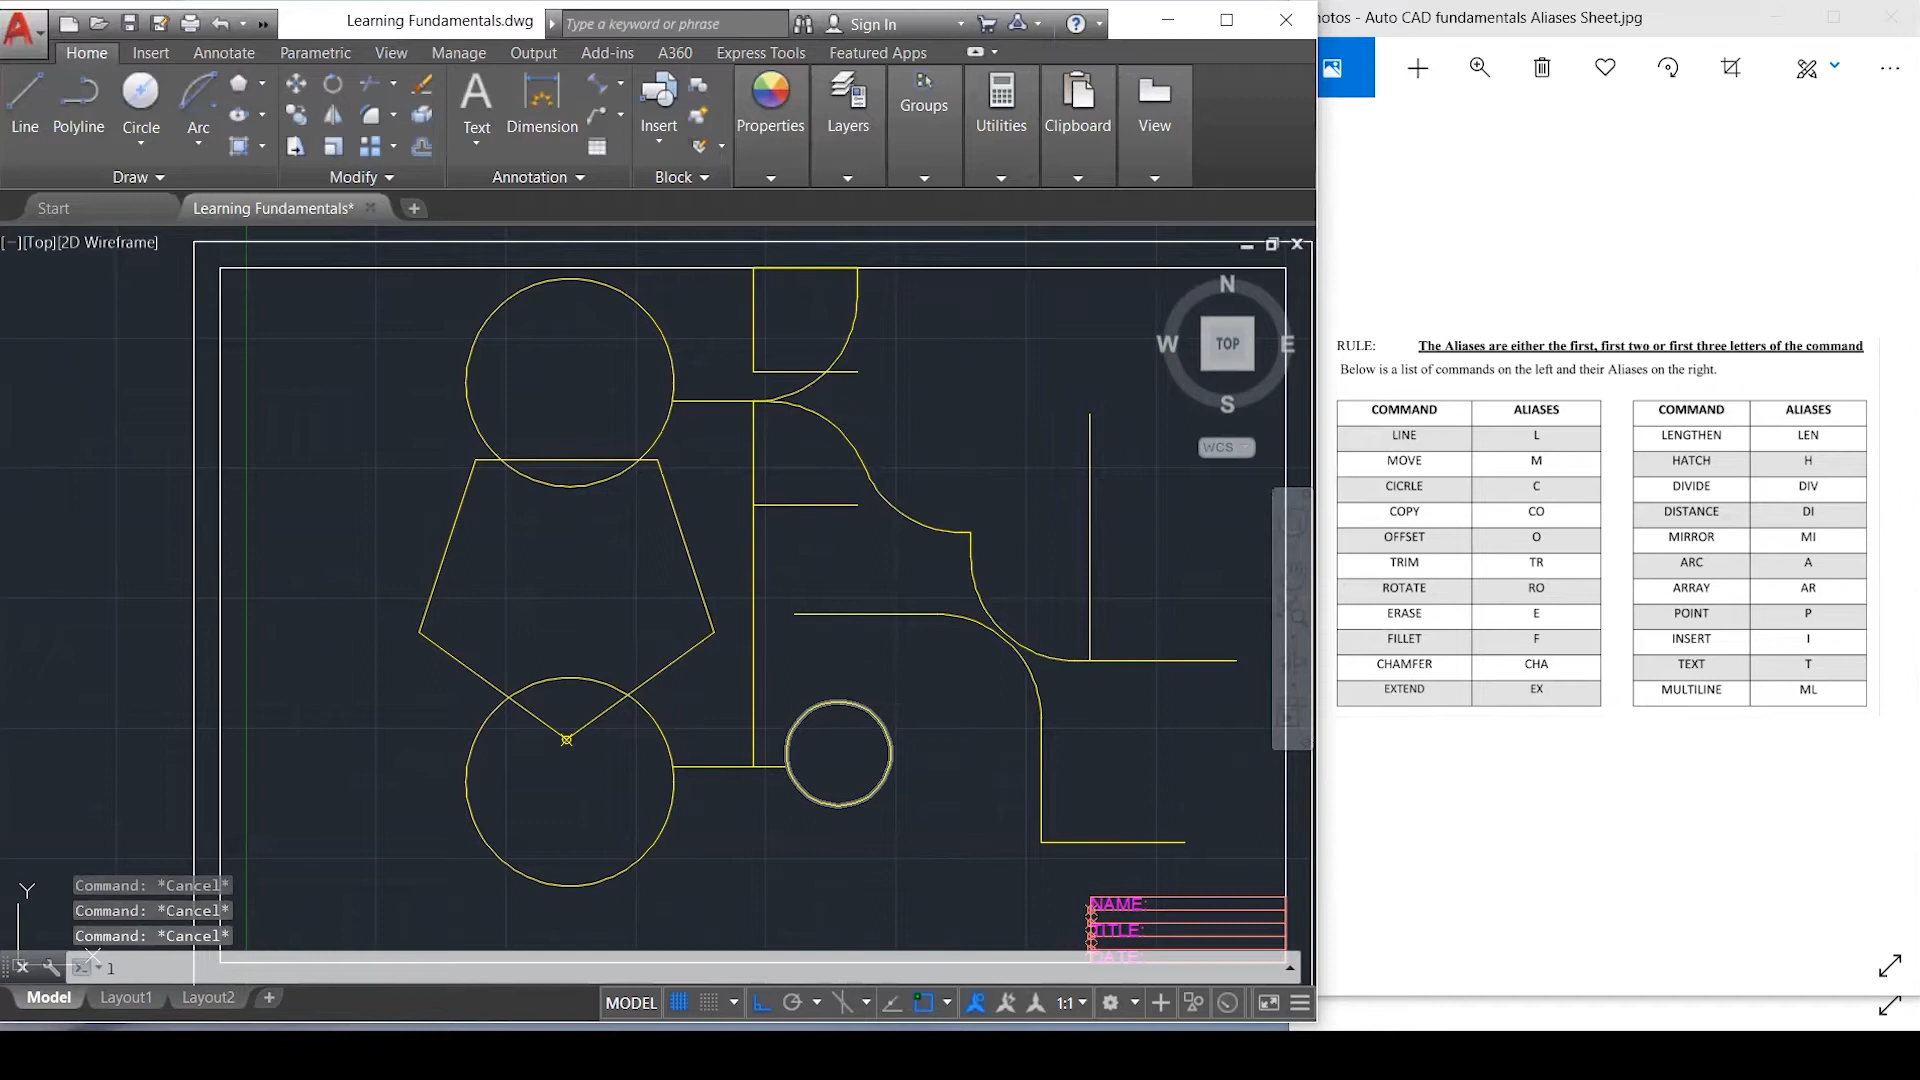 Learning Fundamentals.dwg
Type a keyword or phrase
Sign In
Home Insert Annotate Parametric View Manage Output Add-ins A360 Express Tools Featured Apps
Line Polyline Circle Arc
Text Dimension
Insert
Properties Layers Groups Utilities Clipboard View
Draw Modify Annotation Block
Start Learning Fundamentals*
[−][Top][2D Wireframe]
N
W TOP E
S
WCS
Command: *Cancel*
Command: *Cancel*
Command: *Cancel*
Y
X
l
NAME:
TITLE:
DATE:
Model Layout1 Layout2
MODEL 1:1
hotos - Auto CAD fundamentals Aliases Sheet.jpg
RULE: The Aliases are either the first, first two or first three letters of the command
Below is a list of commands on the left and their Aliases on the right.
COMMAND ALIASES
LINE L
MOVE M
CICRLE C
COPY CO
OFFSET O
TRIM TR
ROTATE RO
ERASE E
FILLET F
CHAMFER CHA
EXTEND EX
COMMAND ALIASES
LENGTHEN LEN
HATCH H
DIVIDE DIV
DISTANCE DI
MIRROR MI
ARC A
ARRAY AR
POINT P
INSERT I
TEXT T
MULTILINE ML